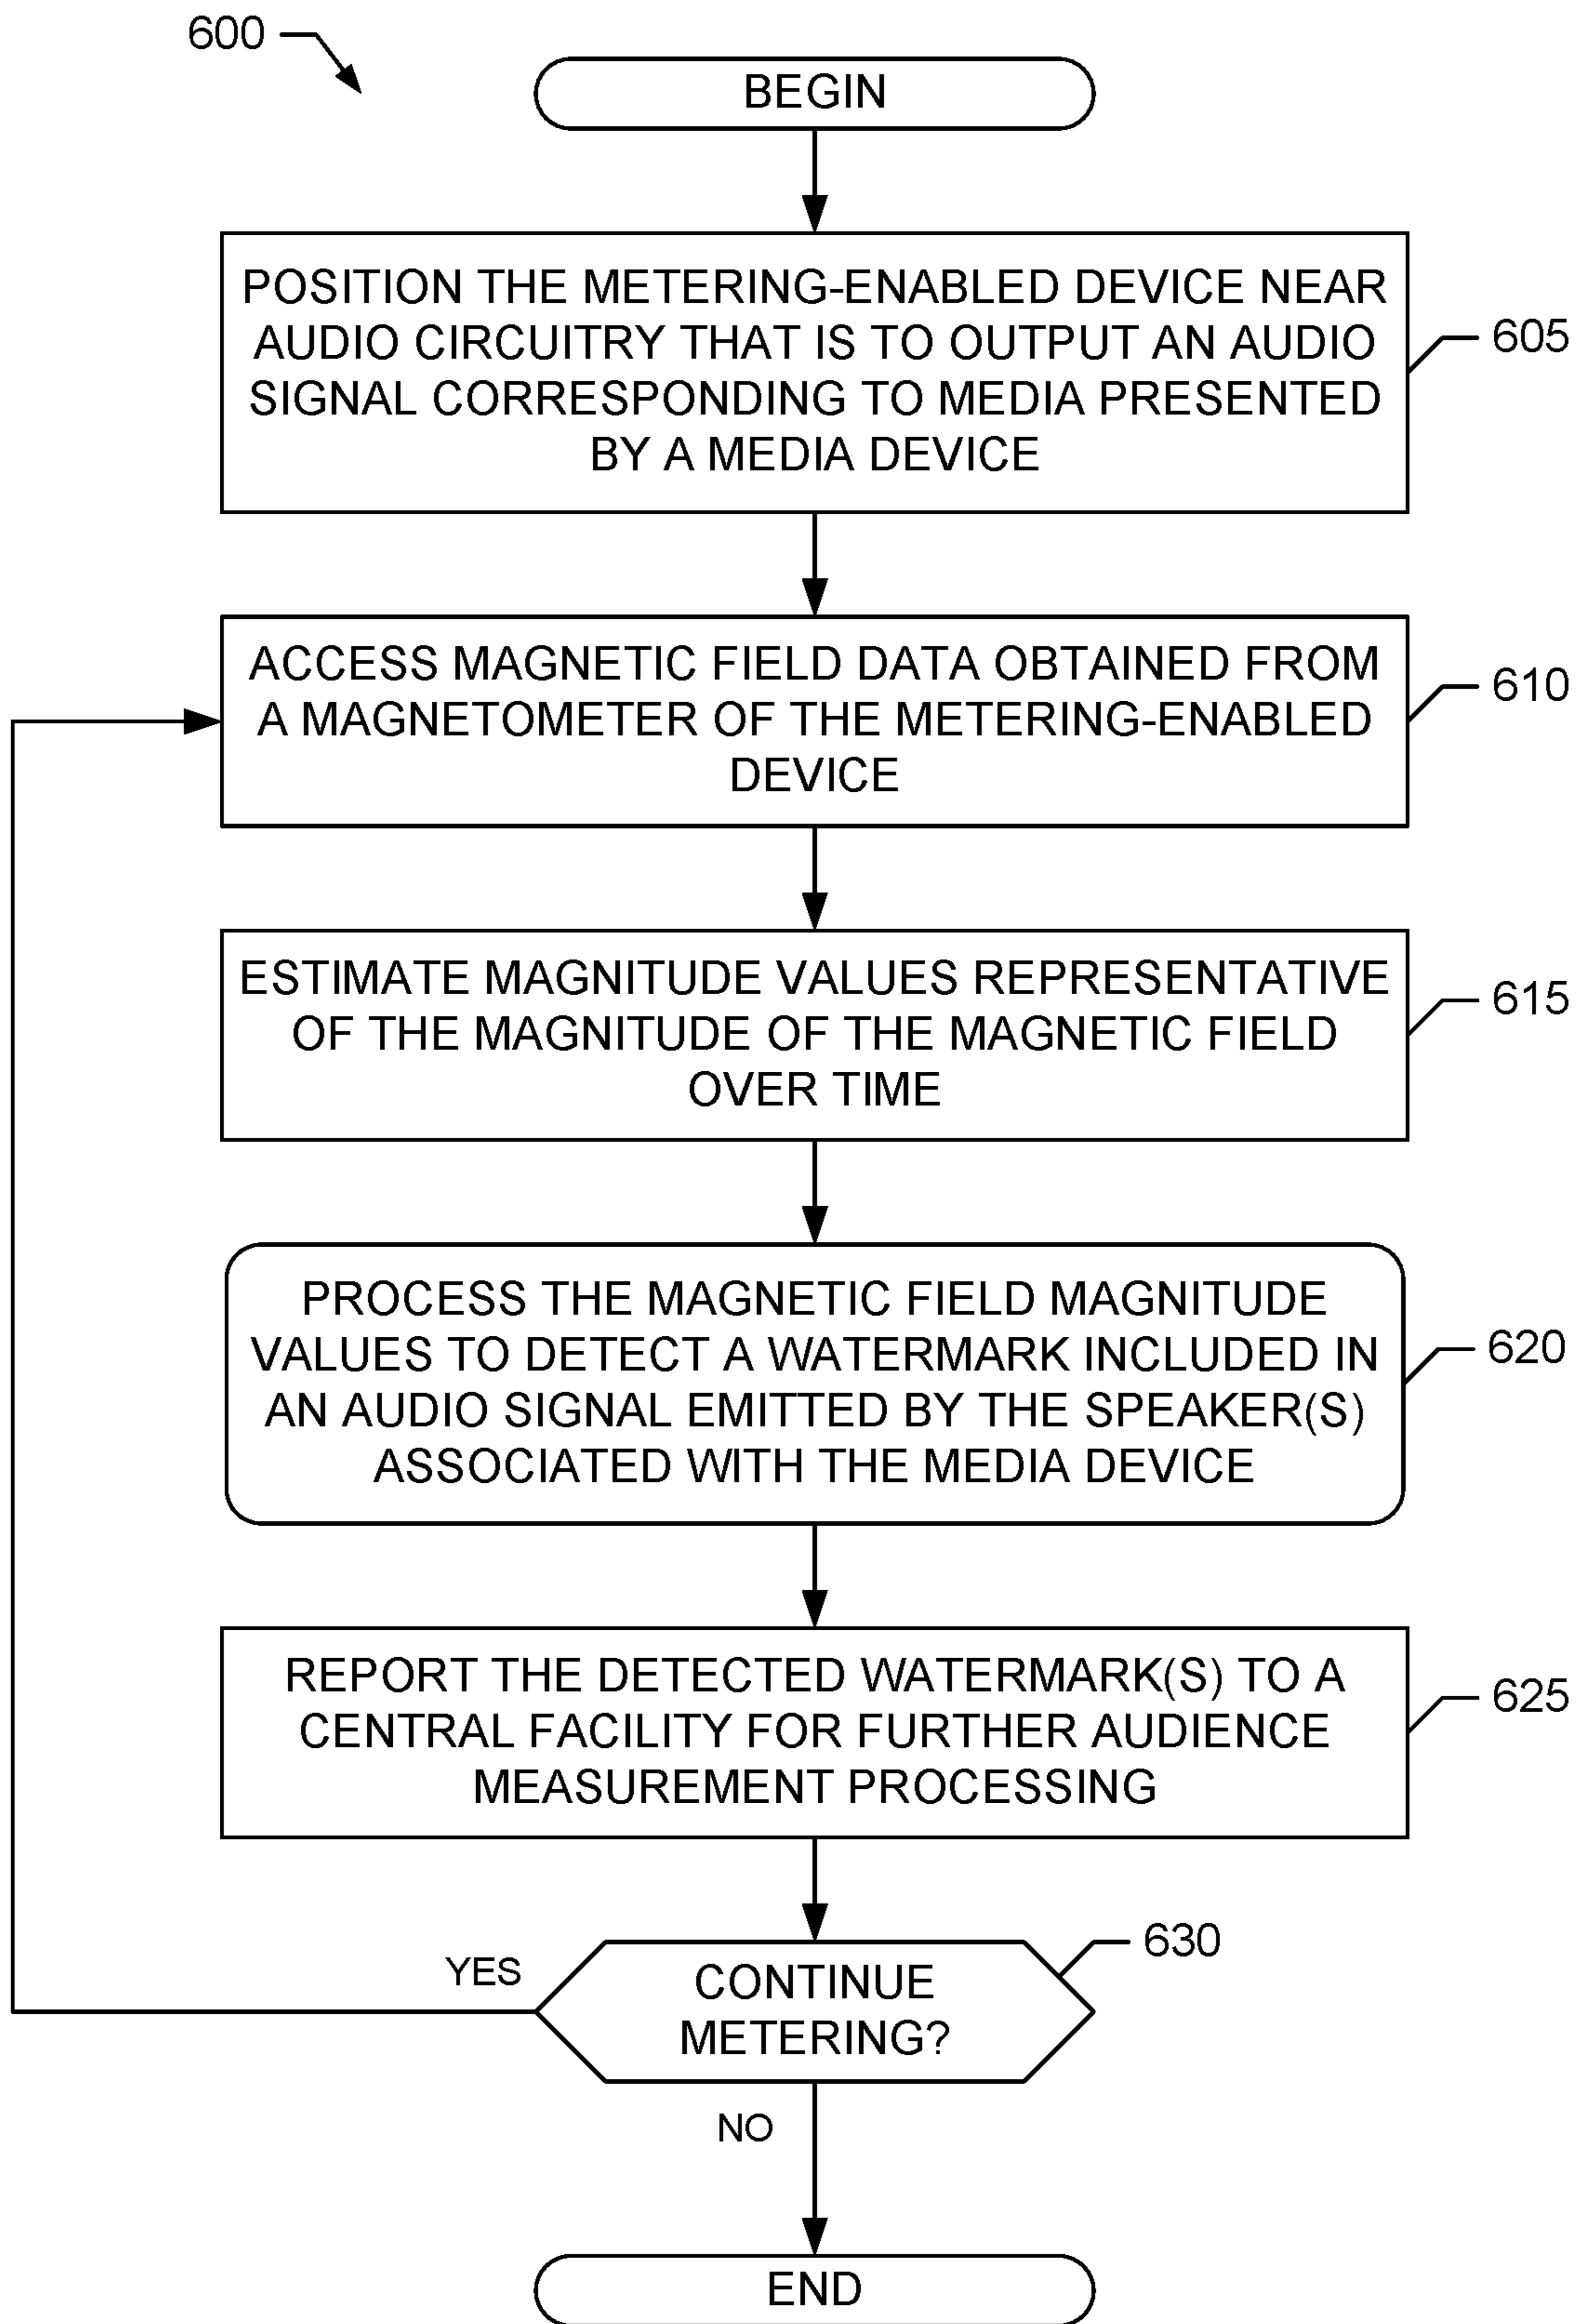 600
BEGIN
POSITION THE METERING-ENABLED DEVICE NEAR
AUDIO CIRCUITRY THAT IS TO OUTPUT AN AUDIO
SIGNAL CORRESPONDING TO MEDIA PRESENTED
BY A MEDIA DEVICE
605
ACCESS MAGNETIC FIELD DATA OBTAINED FROM
A MAGNETOMETER OF THE METERING-ENABLED
DEVICE
610
ESTIMATE MAGNITUDE VALUES REPRESENTATIVE
OF THE MAGNITUDE OF THE MAGNETIC FIELD
OVER TIME
615
PROCESS THE MAGNETIC FIELD MAGNITUDE
VALUES TO DETECT A WATERMARK INCLUDED IN
AN AUDIO SIGNAL EMITTED BY THE SPEAKER(S)
ASSOCIATED WITH THE MEDIA DEVICE
620
REPORT THE DETECTED WATERMARK(S) TO A
CENTRAL FACILITY FOR FURTHER AUDIENCE
MEASUREMENT PROCESSING
625
CONTINUE
METERING?
630
YES
NO
END